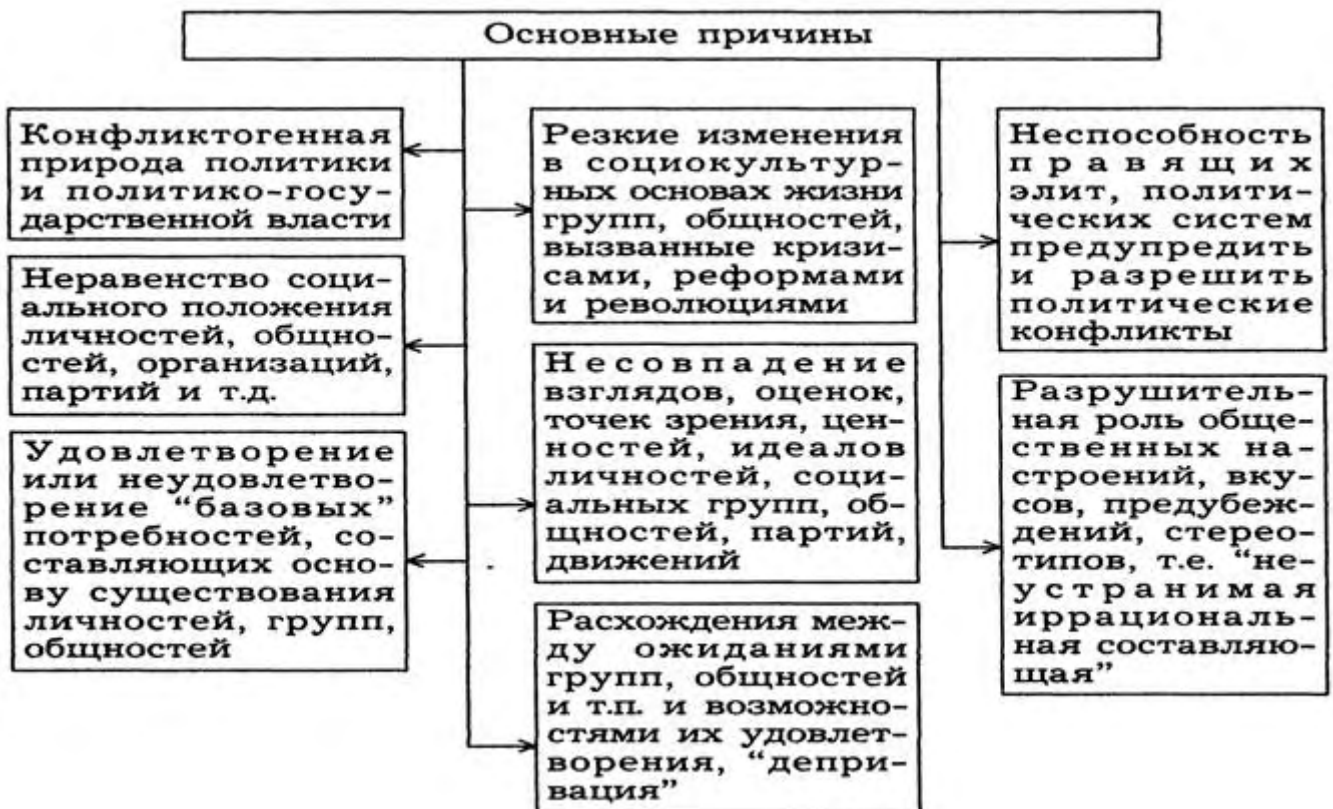 Основные причины
Конфликтогенная
природа политики
и политико-госу-
дарственной власти
Неравенство соци-
ального положения
личностей, общно-
стей, организаций,
партий и т.д.
Удовлетворение
или неудовлетво-
рение “базовых”
потребностей, со-
ставляющих осно-
ву существования
личностей, групп,
общностей
Резкие изменения
в социокультур-
ных основах жизни
групп, общностей,
вызванные кризи-
сами, реформами
и революциями
Несовпадение
взглядов, оценок,
точек зрения, цен-
ностей, идеалов
личностей, соци-
альных групп, об-
щностей, партий,
движений
Расхождения меж-
ду ожиданиями
групп, общностей
и т.п. и возможно-
стями их удовлет-
ворения, “депри-
вация”
Неспособность
правящих
элит, полити-
ческих систем
предупредить
и разрешить
политические
конфликты
Разрушитель-
ная роль обще-
ственных на-
строений, вку-
сов, предубеж-
дений, стерео-
типов, т.е. “не-
устранимая
иррациональ-
ная составляю-
щая”